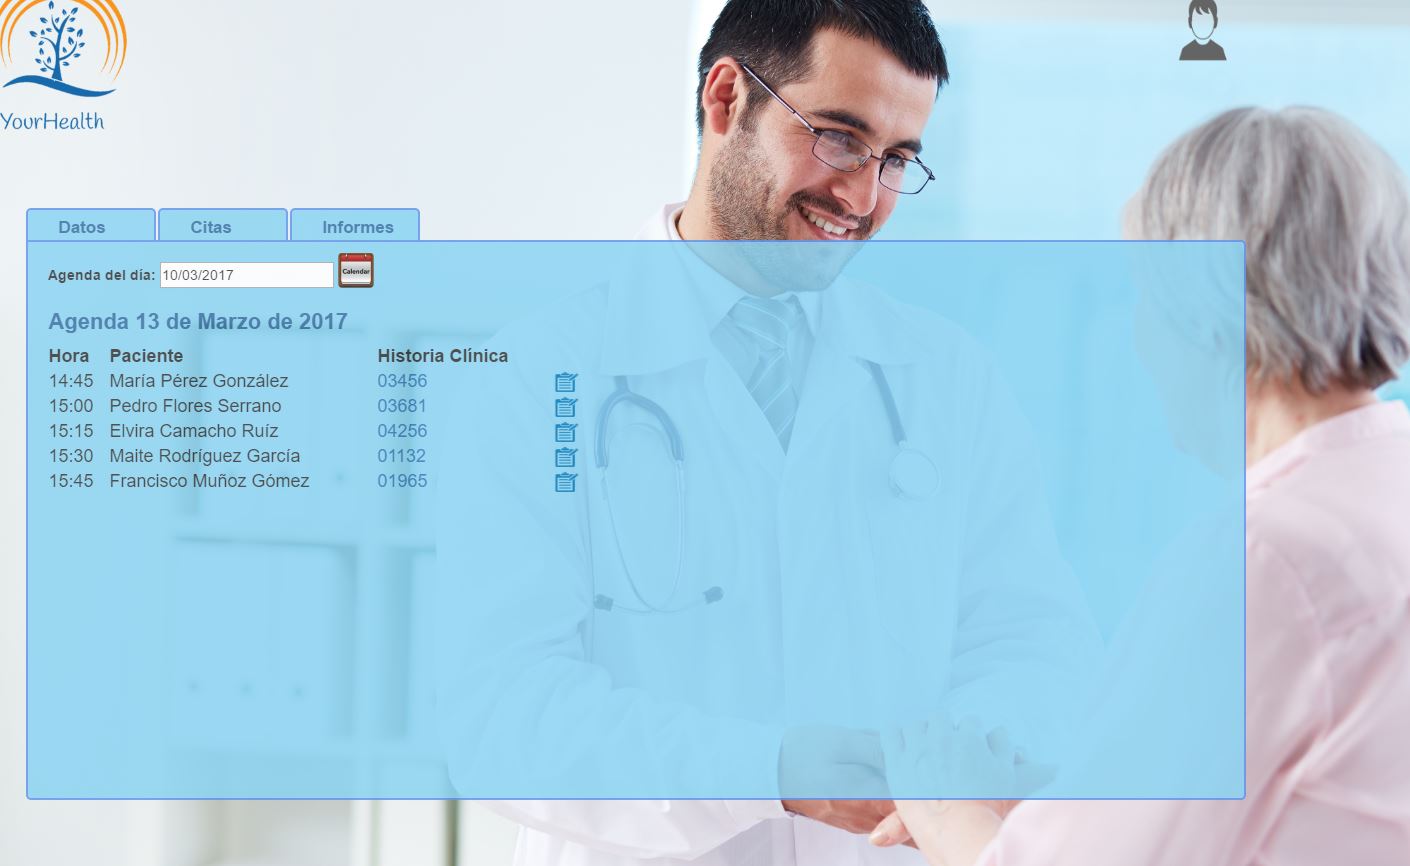 YourHealth
Datos Citas Informes
Agenda del día: 10/03/2017 Calendar
Agenda 13 de Marzo de 2017
Hora Paciente Historia Clínica
14:45 María Pérez González 03456
15:00 Pedro Flores Serrano 03681
15:15 Elvira Camacho Ruíz 04256
15:30 Maite Rodríguez García 01132
15:45 Francisco Muñoz Gómez 01965